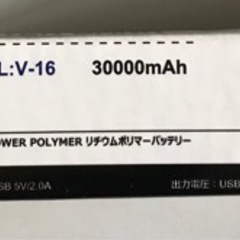 L:V-16 30000mAh
OWER POLYMER リチウムポリマーバッテリー
SB 5V/2.0A 出力電圧:USB